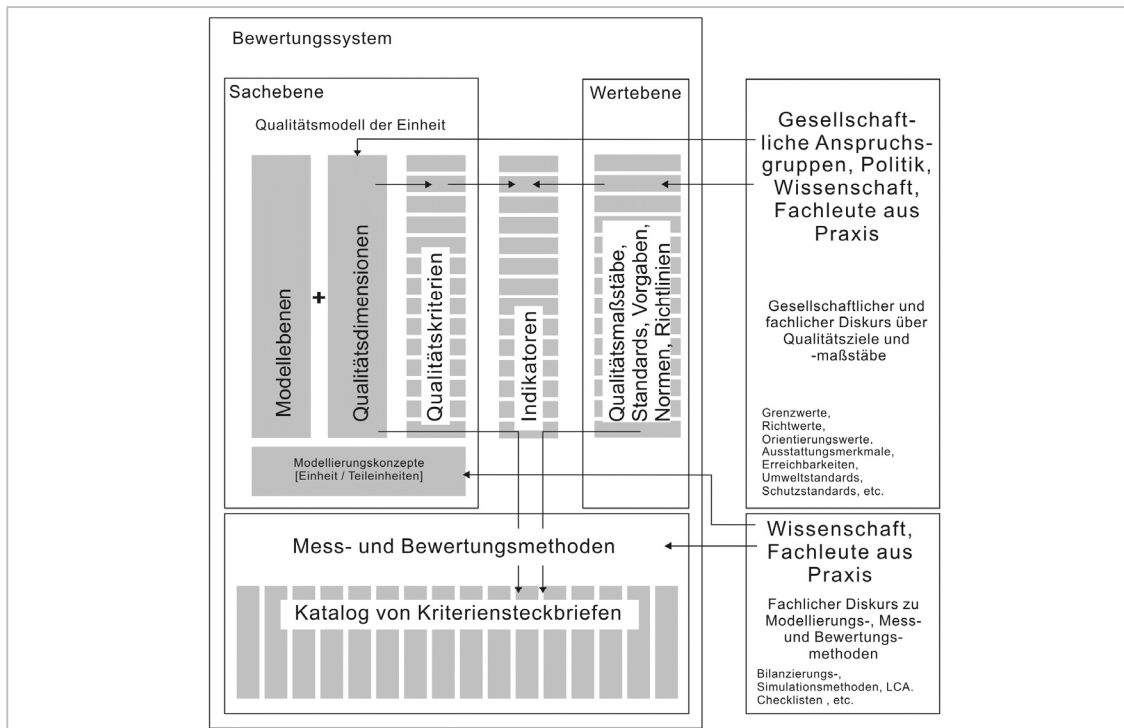 Bewertungssystem
Sachebene
Qualitätsmodell der Einheit
Modellebenen
+
Qualitätsdimensionen
Qualitätskriterien
Indikatoren
Wertebene
Qualitätsmaßstäbe,
Standards, Vorgaben,
Normen, Richtlinien
Modellierungskonzepte
[Einheit / Teileinheiten]
Mess- und Bewertungsmethoden
Katalog von Kriteriensteckbriefen
Gesellschaft-
liche Anspruchs-
gruppen, Politik,
Wissenschaft,
Fachleute aus
Praxis
Gesellschaftlicher und
fachlicher Diskurs über
Qualitätsziele und
-maßstäbe
Grenzwerte,
Richtwerte,
Orientierungswerte.
Ausstattungsmerkmale,
Erreichbarkeiten,
Umweltstandards,
Schutzstandards, etc.
Wissenschaft,
Fachleute aus
Praxis
Fachlicher Diskurs zu
Modellierungs-, Mess-
und Bewertungs-
methoden
Bilanzierungs-,
Simulationsmethoden, LCA.
Checklisten , etc.